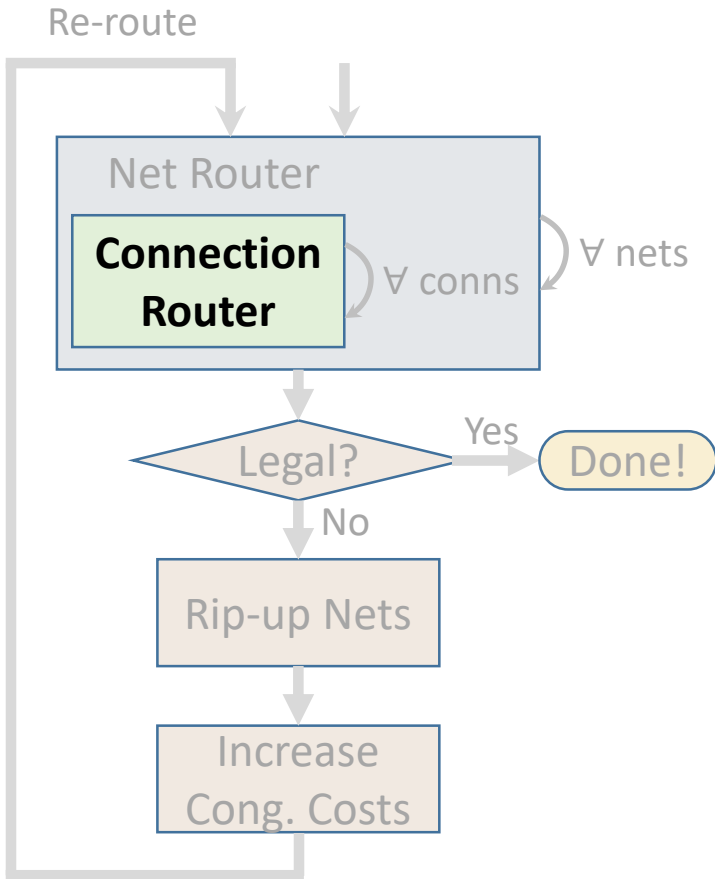 Re-route
Net Router
Connection
Router
∀ conns
∀ nets
Legal?
Yes
Done!
No
Rip-up Nets
Increase
Cong. Costs